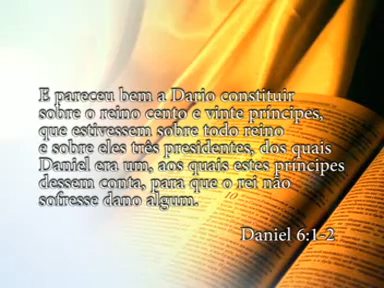 E pareceu bem a Dario constituir
sobre o reino cento e vinte príncipes,
que estivessem sobre todo reino
e sobre eles três presidentes, dos quais
Daniel era um, aos quais estes príncipes
dessem conta, para que o rei não
sofresse dano algum.
Daniel 6:1-2